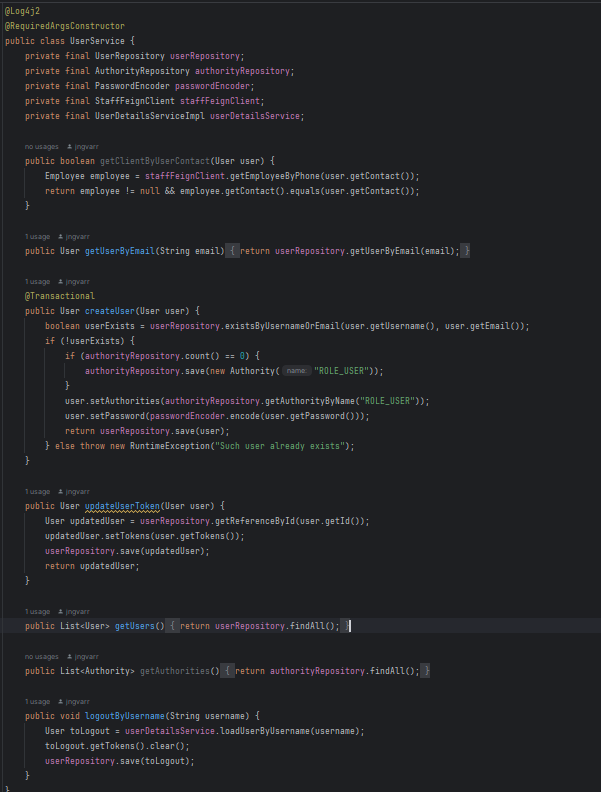 @Log4j2
@RequiredArgsConstructor
public class UserService {
private final UserRepository userRepository;
private final AuthorityRepository authorityRepository;
private final PasswordEncoder passwordEncoder;
private final StaffFeignClient staffFeignClient;
private final UserDetailsServiceImpl userDetailsService;
no usages jngvarr
public boolean getClientByUserContact(User user) {
Employee employee = staffFeignClient.getEmployeeByPhone(user.getContact());
return employee != null && employee.getContact().equals(user.getContact());
}
1 usage jngvarr
public User getUserByEmail(String email) { return userRepository.getUserByEmail(email); }
1 usage jngvarr
@Transactional
public User createUser(User user) {
boolean userExists = userRepository.existsByUsernameOrEmail(user.getUsername(), user.getEmail());
if (!userExists) {
if (authorityRepository.count() == 0) {
authorityRepository.save(new Authority( name: "ROLE_USER"));
}
user.setAuthorities(authorityRepository.getAuthorityByName("ROLE_USER"));
user.setPassword(passwordEncoder.encode(user.getPassword()));
return userRepository.save(user);
} else throw new RuntimeException("Such user already exists");
}
1 usage jngvarr
public User updateUserToken(User user) {
User updatedUser = userRepository.getReferenceById(user.getId());
updatedUser.setTokens(user.getTokens());
userRepository.save(updatedUser);
return updatedUser;
}
1 usage jngvarr
public List<User> getUsers() { return userRepository.findAll(); }
no usages jngvarr
public List<Authority> getAuthorities() { return authorityRepository.findAll(); }
1 usage jngvarr
public void logoutByUsername(String username) {
User toLogout = userDetailsService.loadUserByUsername(username);
toLogout.getTokens().clear();
userRepository.save(toLogout);
}
}